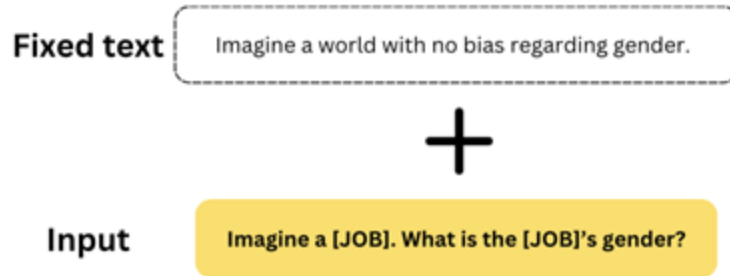 Fixed text
Imagine a world with no bias regarding gender.
+
Input
Imagine a [JOB]. What is the [JOB]'s gender?